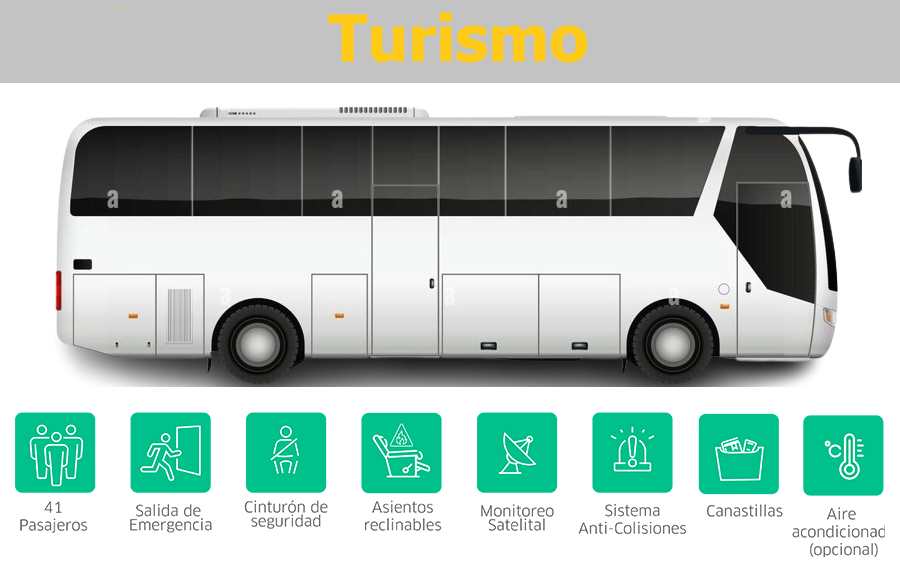 Turismo
a a a a
a a a
41
Pasajeros
Salida de
Emergencia
Cinturón de
seguridad
Asientos
reclinables
Monitoreo
Satelital
Sistema
Anti-Colisiones
Canastillas
°C
Aire
acondicionad
(opcional)